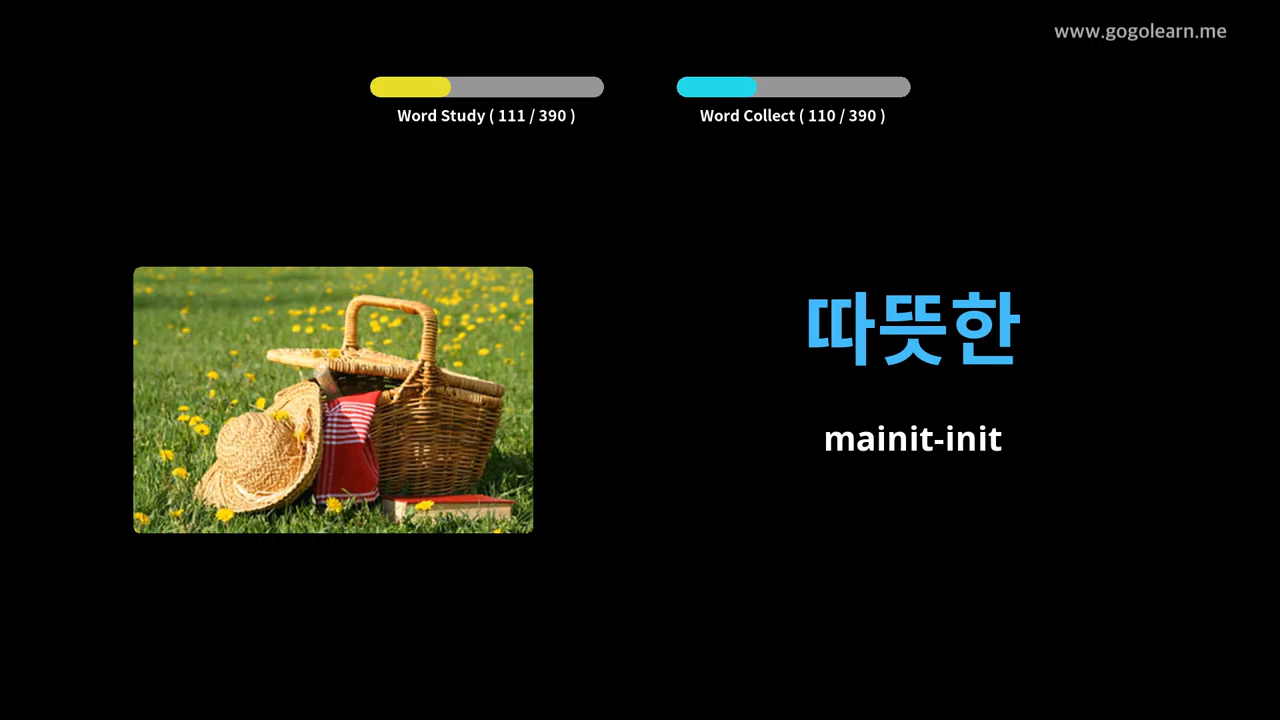 www.gogolearn.me
Word Study ( 111 / 390 )
Word Collect ( 110 / 390 )
따뜻한
mainit-init